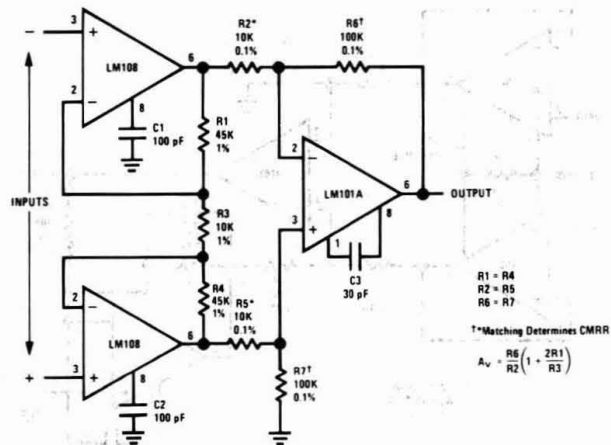 R2*
10K
0.1%
R6†
100K
0.1%
−
3
+
LM108
6
2
−
8
C1
100 pF
R1
45K
1%
2
−
LM101A
6
OUTPUT
3
+
1
8
C3
30 pF
INPUTS
R3
10K
1%
R4
45K
1%
2
−
LM108
6
R5*
10K
0.1%
+
3
+
8
C2
100 pF
R7†
100K
0.1%
R1 = R4
R2 = R5
R6 = R7
†*Matching Determines CMRR
Av = R6/R2 (1 + 2R1/R3)